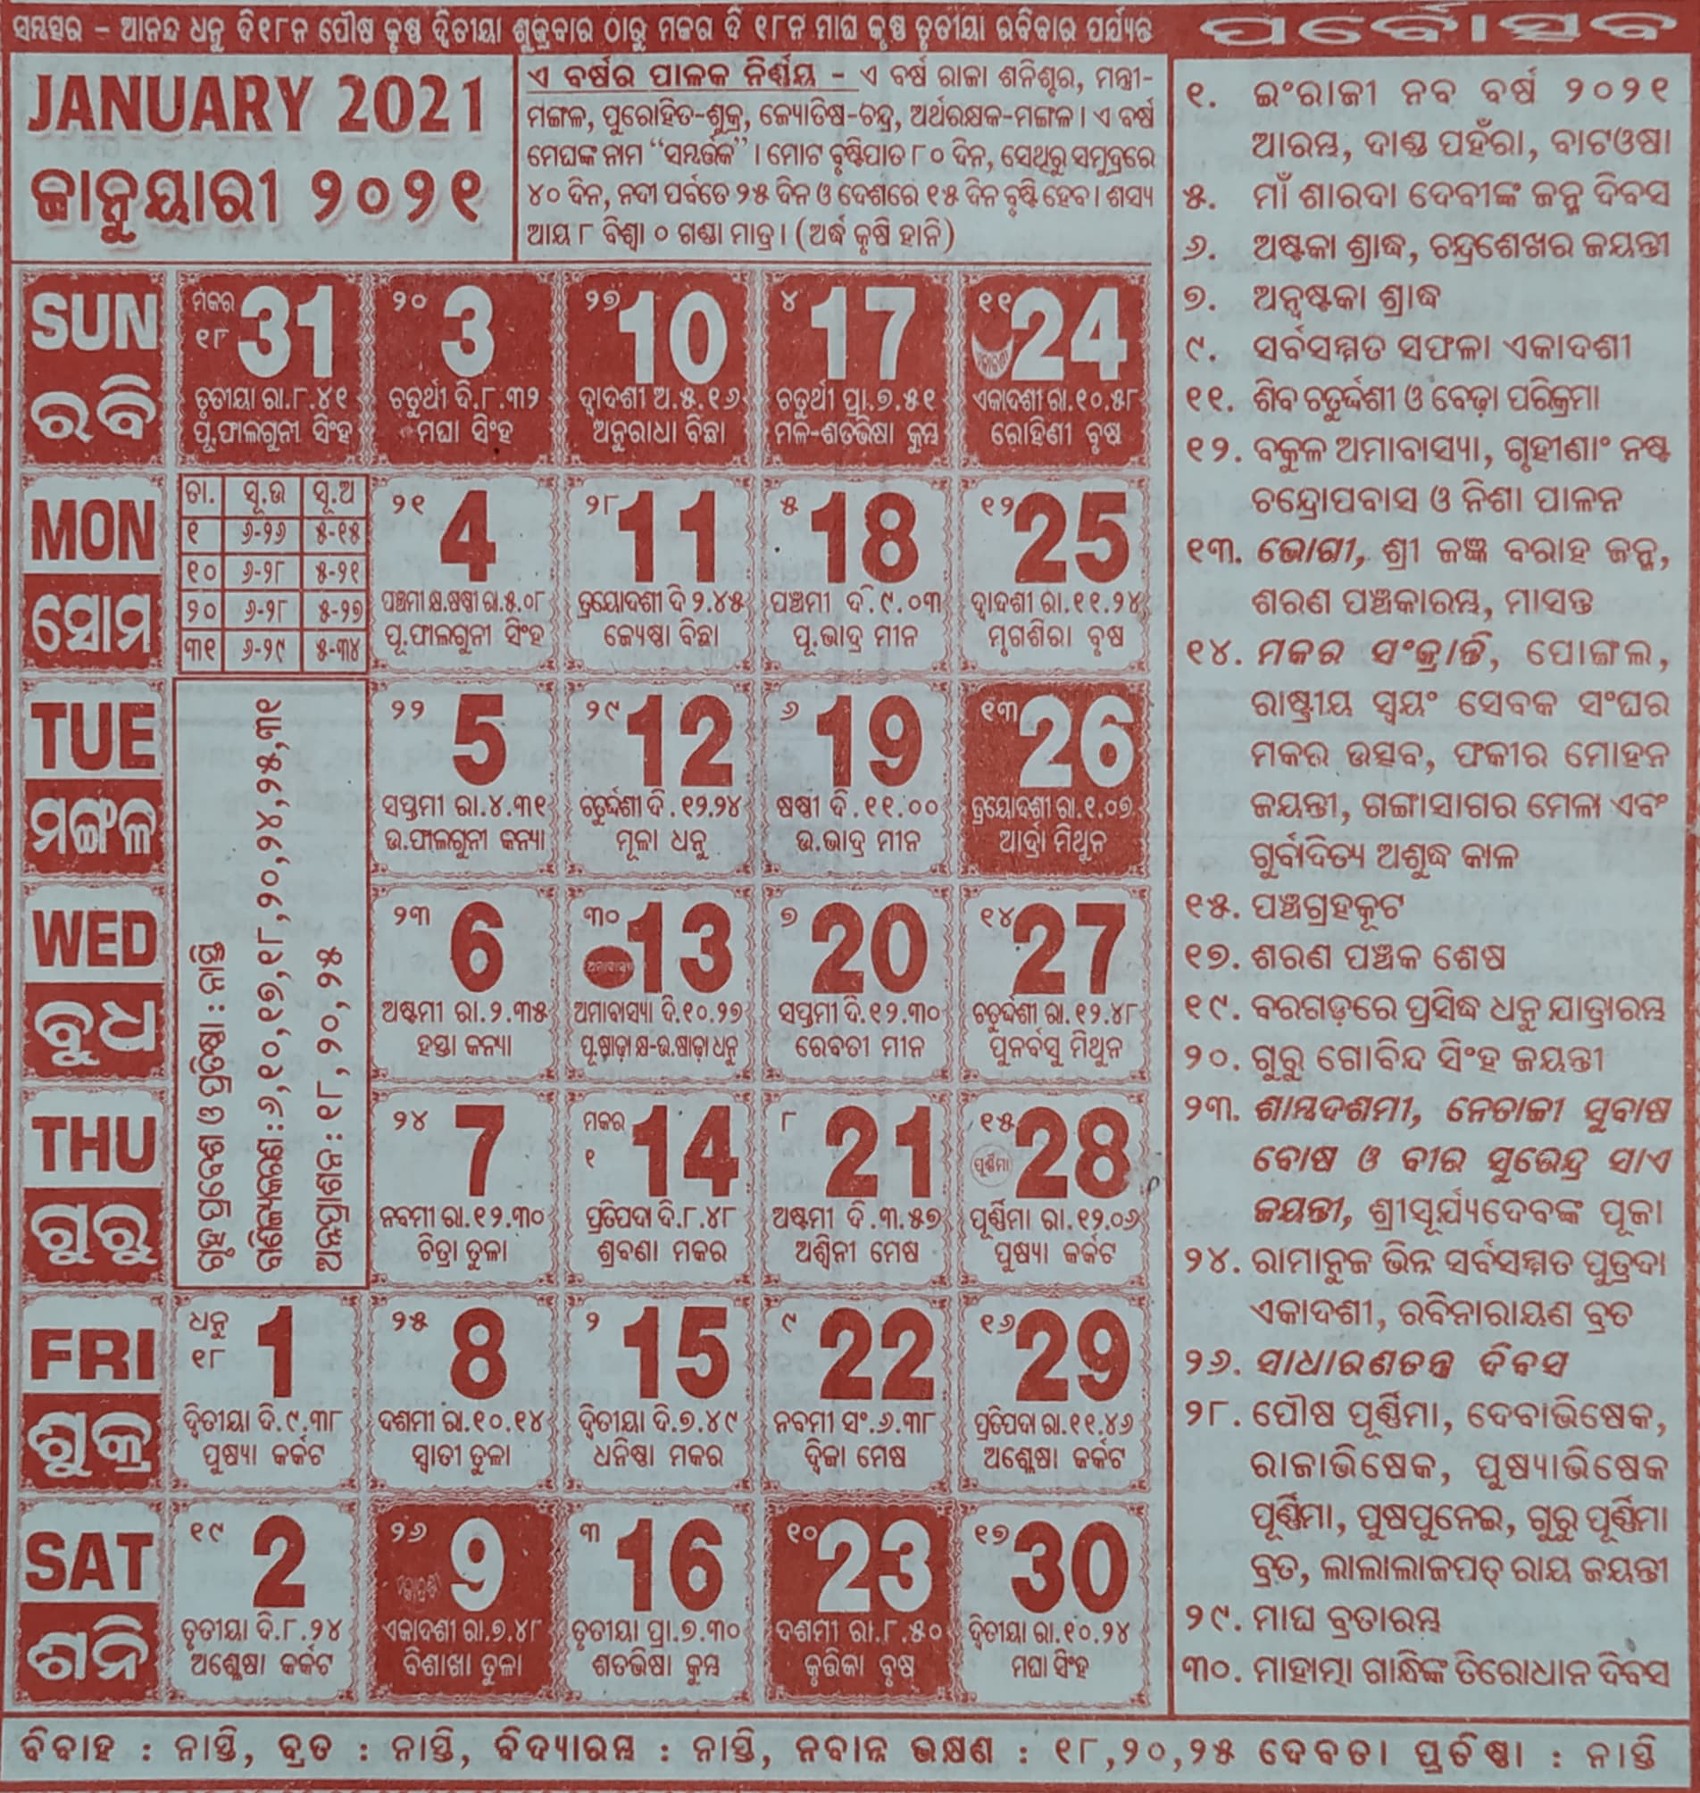 ସମ୍ବତ୍ସର – ଆନନ୍ଦ ଧନୁ ଦି୧୮ନ ପୌଷ କୃଷ୍ଣ ଦ୍ୱିତୀୟା ଶୁକ୍ରବାର ଠାରୁ ମକର ଦି ୧୮ନ ମାଘ କୃଷ୍ଣ ତୃତୀୟା ରବିବାର ପର୍ଯ୍ୟନ୍ତ
JANUARY 2021
ଜାନୁୟାରୀ ୨୦୨୧
ଏ ବର୍ଷର ପାଳକ ନିର୍ଣ୍ଣୟ – ଏ ବର୍ଷ ରାଜା ଶନିଶ୍ଚର, ମନ୍ତ୍ରୀ-
ମଙ୍ଗଳ, ପୁରୋହିତ-ଶୁକ୍ର, ଜ୍ୟୋତିଷ-ଚନ୍ଦ୍ର, ଅର୍ଥରକ୍ଷକ-ମଙ୍ଗଳ । ଏ ବର୍ଷ
ମେଘଙ୍କ ନାମ “ସମ୍ବର୍ତ୍ତକ” । ମୋଟ ବୃଷ୍ଟିପାତ ୮୦ ଦିନ, ସେଥିରୁ ସମୁଦ୍ରରେ
୪୦ ଦିନ, ନଦୀ ପର୍ବତେ ୨୫ ଦିନ ଓ ଦେଶରେ ୧୫ ଦିନ ବୃଷ୍ଟି ହେବ । ଶସ୍ୟ
ଆୟ ୮ ବିଶ୍ୱା ୦ ଗଣ୍ଡା ମାତ୍ର । (ଅର୍ଦ୍ଧ କୃଷି ହାନି)
SUN
ରବି
ମକର ୧୮ 31
ତୃତୀୟା ରା.୮.୪୧
ପୂ.ଫାଲଗୁନୀ ସିଂହ
୨୦ 3
ଚତୁର୍ଥୀ ଦି.୮.୩୨
ମଘା ସିଂହ
୨୭ 10
ଦ୍ୱାଦଶୀ ଅ.୫.୧୬
ଅନୁରାଧା ବିଛା
୪ 17
ଚତୁର୍ଥୀ ପ୍ରା.୭.୫୧
ମଳ-ଶତଭିଷା କୁମ୍ଭ
୧୧ 24
ଏକାଦଶୀ ରା.୧୦.୫୮
ରୋହିଣୀ ବୃଷ
MON
ସୋମ
ତା. ସୂ.ଉ ସୂ.ଅ
୧ ୬-୨୬ ୫-୧୫
୧୦ ୬-୨୮ ୫-୨୧
୨୦ ୬-୨୮ ୫-୨୭
୩୧ ୬-୨୯ ୫-୩୪
୨୧ 4
ପଞ୍ଚମୀ କ୍ଷ.ଷଷ୍ଠୀ ରା.୫.୦୮
ପୂ.ଫାଲଗୁନୀ ସିଂହ
୨୮ 11
ତ୍ରୟୋଦଶୀ ଦି ୨.୪୫
ଜ୍ୟେଷ୍ଠା ବିଛା
୫ 18
ପଞ୍ଚମୀ ଦି.୯.୦୩
ପୂ.ଭାଦ୍ର ମୀନ
୧୨ 25
ଦ୍ୱାଦଶୀ ରା.୧୧.୨୪
ମୃଗଶିରା ବୃଷ
TUE
ମଙ୍ଗଳ
ଗୃହ ପ୍ରବେଶ ଓ ପ୍ରତିଷ୍ଠା : ନାସ୍ତି
ବାଣିଜ୍ୟକରଣ : ୬,୧୦,୧୭,୧୮,୨୦,୨୪,୨୫,୩୧
ଅନ୍ନପ୍ରାଶନ : ୧୮, ୨୦, ୨୫
୨୨ 5
ସପ୍ତମୀ ରା.୪.୩୧
ଉ.ଫାଲଗୁନୀ କନ୍ୟା
୨୯ 12
ଚତୁର୍ଦ୍ଦଶୀ ଦି.୧୨.୨୪
ମୂଳା ଧନୁ
୬ 19
ଷଷ୍ଠୀ ଦି.୧୧.୦୦
ଉ.ଭାଦ୍ର ମୀନ
୧୩ 26
ତ୍ରୟୋଦଶୀ ରା.୧.୦୭
ଆର୍ଦ୍ରା ମିଥୁନ
WED
ବୁଧ
୨୩ 6
ଅଷ୍ଟମୀ ରା.୨.୩୫
ହସ୍ତା କନ୍ୟା
୩୦ ଅମାବାସ୍ୟା 13
ଅମାବାସ୍ୟା ଦି.୧୦.୨୭
ପୂ.ଷାଢ଼ା କ୍ଷ-ଉ.ଷାଢ଼ା ଧନୁ
୭ 20
ସପ୍ତମୀ ଦି.୧୨.୩୦
ରେବତୀ ମୀନ
୧୪ 27
ଚତୁର୍ଦ୍ଦଶୀ ରା.୧୨.୪୮
ପୁନର୍ବସୁ ମିଥୁନ
THU
ଗୁରୁ
୨୪ 7
ନବମୀ ରା.୧୨.୩୦
ଚିତ୍ରା ତୁଳା
ମକର ୧ 14
ପ୍ରତିପଦା ଦି.୮.୪୮
ଶ୍ରବଣା ମକର
୮ 21
ଅଷ୍ଟମୀ ଦି.୩.୫୭
ଅଶ୍ୱିନୀ ମେଷ
୧୫ ପୂର୍ଣ୍ଣିମା 28
ପୂର୍ଣ୍ଣିମା ରା.୧୨.୦୬
ପୁଷ୍ୟା କର୍କଟ
FRI
ଶୁକ୍ର
ଧନୁ ୧୮ 1
ଦ୍ୱିତୀୟା ଦି.୯.୩୮
ପୁଷ୍ୟା କର୍କଟ
୨୫ 8
ଦଶମୀ ରା.୧୦.୧୪
ସ୍ୱାତୀ ତୁଳା
୨ 15
ଦ୍ୱିତୀୟା ଦି.୭.୪୯
ଧନିଷ୍ଠା ମକର
୯ 22
ନବମୀ ସଂ.୬.୩୮
ଦ୍ୱିଜା ମେଷ
୧୬ 29
ପ୍ରତିପଦା ରା.୧୧.୪୬
ଅଶ୍ଳେଷା କର୍କଟ
SAT
ଶନି
୧୯ 2
ତୃତୀୟା ଦି.୮.୨୪
ଅଶ୍ଳେଷା କର୍କଟ
୨୬ 9
ଏକାଦଶୀ ରା.୭.୪୮
ବିଶାଖା ତୁଳା
୩ 16
ତୃତୀୟା ପ୍ରା.୭.୩୦
ଶତଭିଷା କୁମ୍ଭ
୧୦ 23
ଦଶମୀ ରା.୮.୫୦
କୃତ୍ତିକା ବୃଷ
୧୭ 30
ଦ୍ୱିତୀୟା ରା.୧୦.୨୪
ମଘା ସିଂହ
ପର୍ବୋତ୍ସବ
୧. ଇଂରାଜୀ ନବ ବର୍ଷ ୨୦୨୧
ଆରମ୍ଭ, ଦାଣ୍ଡ ପହଁରା, ବାଟଓଷା
୫. ମାଁ ଶାରଦା ଦେବୀଙ୍କ ଜନ୍ମ ଦିବସ
୬. ଅଷ୍ଟକା ଶ୍ରାଦ୍ଧ, ଚନ୍ଦ୍ରଶେଖର ଜୟନ୍ତୀ
୭. ଅନ୍ୱଷ୍ଟକା ଶ୍ରାଦ୍ଧ
୯. ସର୍ବସମ୍ମତ ସଫଳା ଏକାଦଶୀ
୧୧. ଶିବ ଚତୁର୍ଦ୍ଦଶୀ ଓ ବେଢ଼ା ପରିକ୍ରମା
୧୨. ବକୁଳ ଅମାବାସ୍ୟା, ଗୃହୀଣାଂ ନଷ୍ଟ
ଚନ୍ଦ୍ରୋପବାସ ଓ ନିଶା ପାଳନ
୧୩. ଭୋଗୀ, ଶ୍ରୀ ଜଜ୍ଞ ବରାହ ଜନ୍ମ,
ଶରଣ ପଞ୍ଚକାରମ୍ଭ, ମାସନ୍ତ
୧୪. ମକର ସଂକ୍ରାନ୍ତି, ପୋଙ୍ଗଲ,
ରାଷ୍ଟ୍ରୀୟ ସ୍ୱୟଂ ସେବକ ସଂଘର
ମକର ଉତ୍ସବ, ଫକୀର ମୋହନ
ଜୟନ୍ତୀ, ଗଙ୍ଗାସାଗର ମେଳା ଏବଂ
ଗୁର୍ବାଦିତ୍ୟ ଅଶୁଦ୍ଧ କାଳ
୧୫. ପଞ୍ଚଗ୍ରହକୂଟ
୧୭. ଶରଣ ପଞ୍ଚକ ଶେଷ
୧୯. ବରଗଡ଼ରେ ପ୍ରସିଦ୍ଧ ଧନୁ ଯାତ୍ରାରମ୍ଭ
୨୦. ଗୁରୁ ଗୋବିନ୍ଦ ସିଂହ ଜୟନ୍ତୀ
୨୩. ଶାମ୍ବଦଶମୀ, ନେତାଜୀ ସୁବାଷ
ବୋଷ ଓ ବୀର ସୁରେନ୍ଦ୍ର ସାଏ
ଜୟନ୍ତୀ, ଶ୍ରୀସୂର୍ଯ୍ୟଦେବଙ୍କ ପୂଜା
୨୪. ରାମାନୁଜ ଭିନ୍ନ ସର୍ବସମ୍ମତ ପୁତ୍ରଦା
ଏକାଦଶୀ, ରବିନାରାୟଣ ବ୍ରତ
୨୬. ସାଧାରଣତନ୍ତ୍ର ଦିବସ
୨୮. ପୌଷ ପୂର୍ଣ୍ଣିମା, ଦେବାଭିଷେକ,
ରାଜାଭିଷେକ, ପୁଷ୍ୟାଭିଷେକ
ପୂର୍ଣ୍ଣିମା, ପୁଷପୁନେଇ, ଗୁରୁ ପୂର୍ଣ୍ଣିମା
ବ୍ରତ, ଲାଲାଲାଜପତ୍ ରାୟ ଜୟନ୍ତୀ
୨୯. ମାଘ ବ୍ରତାରମ୍ଭ
୩୦. ମାହାତ୍ମା ଗାନ୍ଧିଙ୍କ ତିରୋଧାନ ଦିବସ
ବିବାହ : ନାସ୍ତି, ବ୍ରତ : ନାସ୍ତି, ବିଦ୍ୟାରମ୍ଭ : ନାସ୍ତି, ନବାନ୍ନ ଭକ୍ଷଣ : ୧୮,୨୦,୨୫ ଦେବତା ପ୍ରତିଷ୍ଠା : ନାସ୍ତି